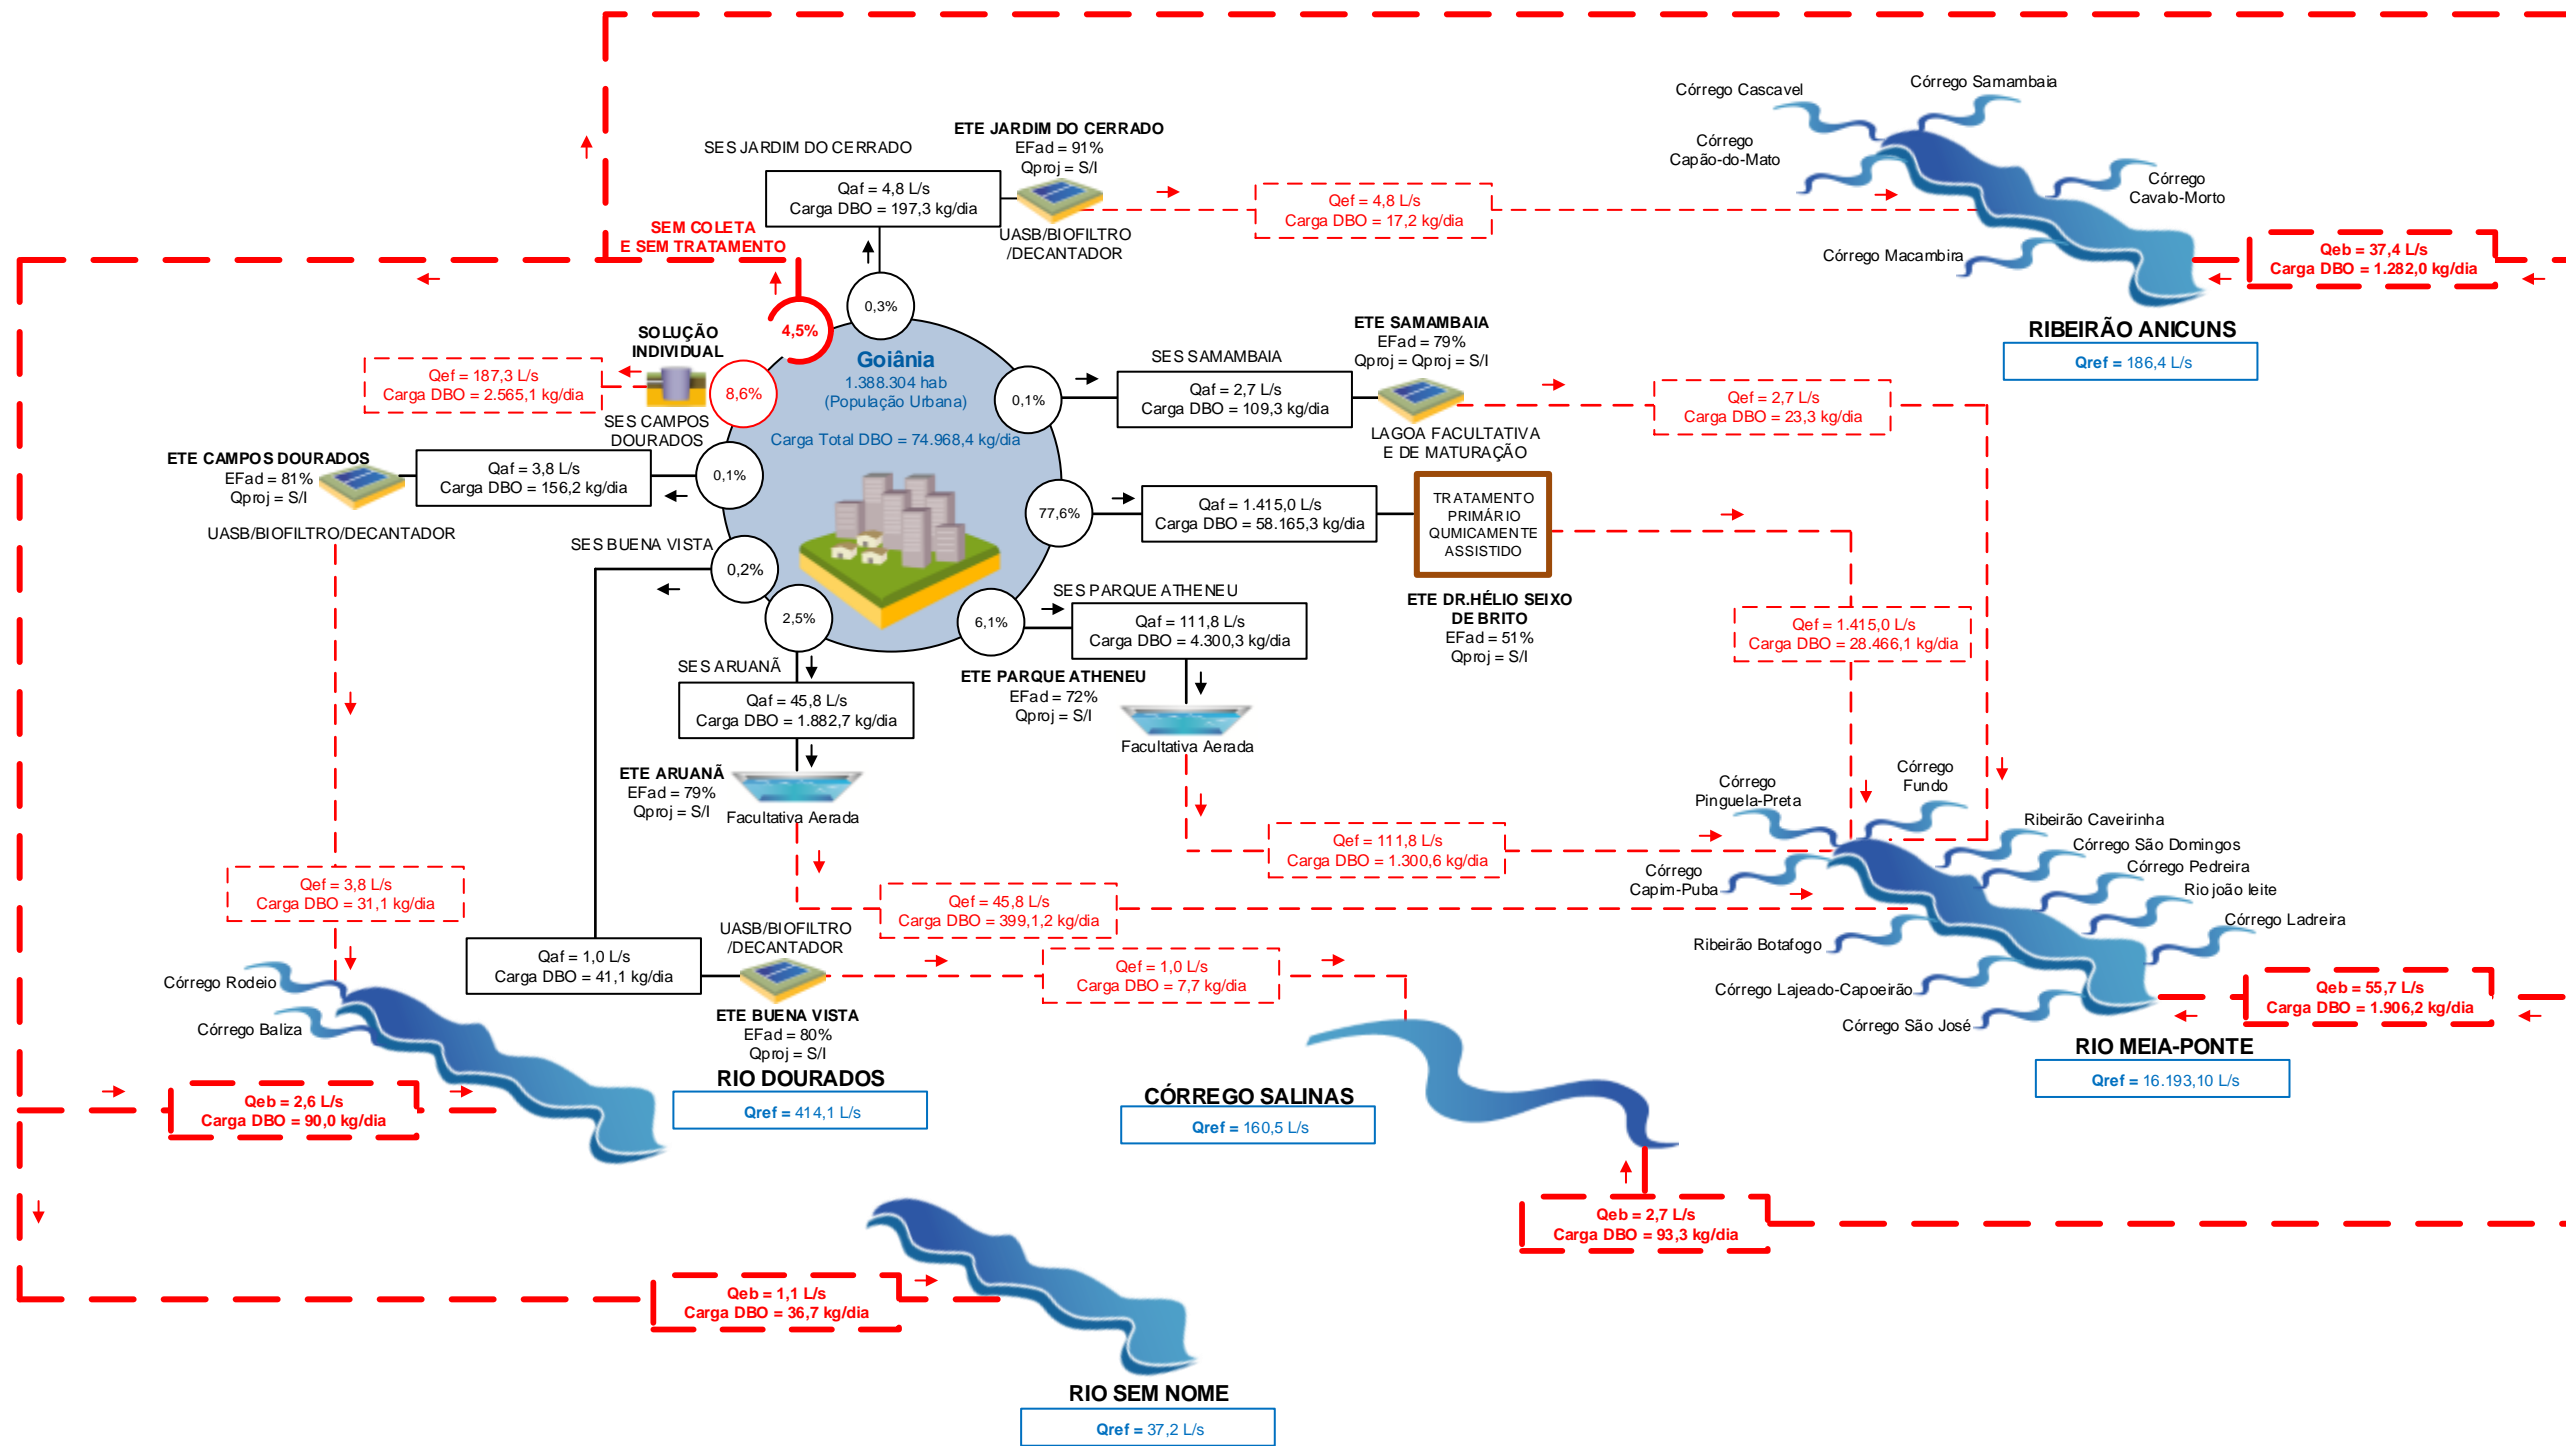 Córrego Samambaia
Córrego Cascavel
Córrego
Capão-do-Mato
Córrego
Cavalo-Morto
Córrego Macambira
RIBEIRÃO ANICUNS
Qref = 186,4 L/s
Qeb = 37,4 L/s
Carga DBO = 1.282,0 kg/dia
ETE JARDIM DO CERRADO
EFad = 91%
Qproj = S/I
SES JARDIM DO CERRADO
Qaf = 4,8 L/s
Carga DBO = 197,3 kg/dia
UASB/BIOFILTRO
/DECANTADOR
Qef = 4,8 L/s
Carga DBO = 17,2 kg/dia
SEM COLETA
E SEM TRATAMENTO
4,5%
0,3%
SOLUÇÃO
INDIVIDUAL
8,6%
Qef = 187,3 L/s
Carga DBO = 2.565,1 kg/dia
Goiânia
1.388.304 hab
(População Urbana)
Carga Total DBO = 74.968,4 kg/dia
ETE SAMAMBAIA
EFad = 79%
Qproj = Qproj = S/I
SES SAMAMBAIA
0,1%
Qaf = 2,7 L/s
Carga DBO = 109,3 kg/dia
LAGOA FACULTATIVA
E DE MATURAÇÃO
Qef = 2,7 L/s
Carga DBO = 23,3 kg/dia
SES CAMPOS
DOURADOS
0,1%
Qaf = 3,8 L/s
Carga DBO = 156,2 kg/dia
ETE CAMPOS DOURADOS
EFad = 81%
Qproj = S/I
UASB/BIOFILTRO/DECANTADOR
77,6%
Qaf = 1.415,0 L/s
Carga DBO = 58.165,3 kg/dia
TRATAMENTO
PRIMÁRIO
QUMICAMENTE
ASSISTIDO
ETE DR.HÉLIO SEIXO
DE BRITO
EFad = 51%
Qproj = S/I
Qef = 1.415,0 L/s
Carga DBO = 28.466,1 kg/dia
SES BUENA VISTA
0,2%
2,5%
6,1%
SES PARQUE ATHENEU
Qaf = 111,8 L/s
Carga DBO = 4.300,3 kg/dia
ETE PARQUE ATHENEU
EFad = 72%
Qproj = S/I
Facultativa Aerada
SES ARUANÃ
Qaf = 45,8 L/s
Carga DBO = 1.882,7 kg/dia
ETE ARUANÃ
EFad = 79%
Qproj = S/I
Facultativa Aerada
Qef = 111,8 L/s
Carga DBO = 1.300,6 kg/dia
Qef = 45,8 L/s
Carga DBO = 399,1,2 kg/dia
Qef = 3,8 L/s
Carga DBO = 31,1 kg/dia
Qaf = 1,0 L/s
Carga DBO = 41,1 kg/dia
UASB/BIOFILTRO
/DECANTADOR
ETE BUENA VISTA
EFad = 80%
Qproj = S/I
Qef = 1,0 L/s
Carga DBO = 7,7 kg/dia
Córrego
Pinguela-Preta
Córrego
Fundo
Ribeirão Caveirinha
Córrego São Domingos
Córrego Pedreira
Rio joão leite
Córrego Ladreira
Córrego
Capim-Puba
Ribeirão Botafogo
Córrego Lajeado-Capoeirão
Córrego São José
Qeb = 55,7 L/s
Carga DBO = 1.906,2 kg/dia
RIO MEIA-PONTE
Qref = 16.193,10 L/s
Córrego Rodeio
Córrego Baliza
RIO DOURADOS
Qref = 414,1 L/s
Qeb = 2,6 L/s
Carga DBO = 90,0 kg/dia
CÓRREGO SALINAS
Qref = 160,5 L/s
Qeb = 2,7 L/s
Carga DBO = 93,3 kg/dia
Qeb = 1,1 L/s
Carga DBO = 36,7 kg/dia
RIO SEM NOME
Qref = 37,2 L/s